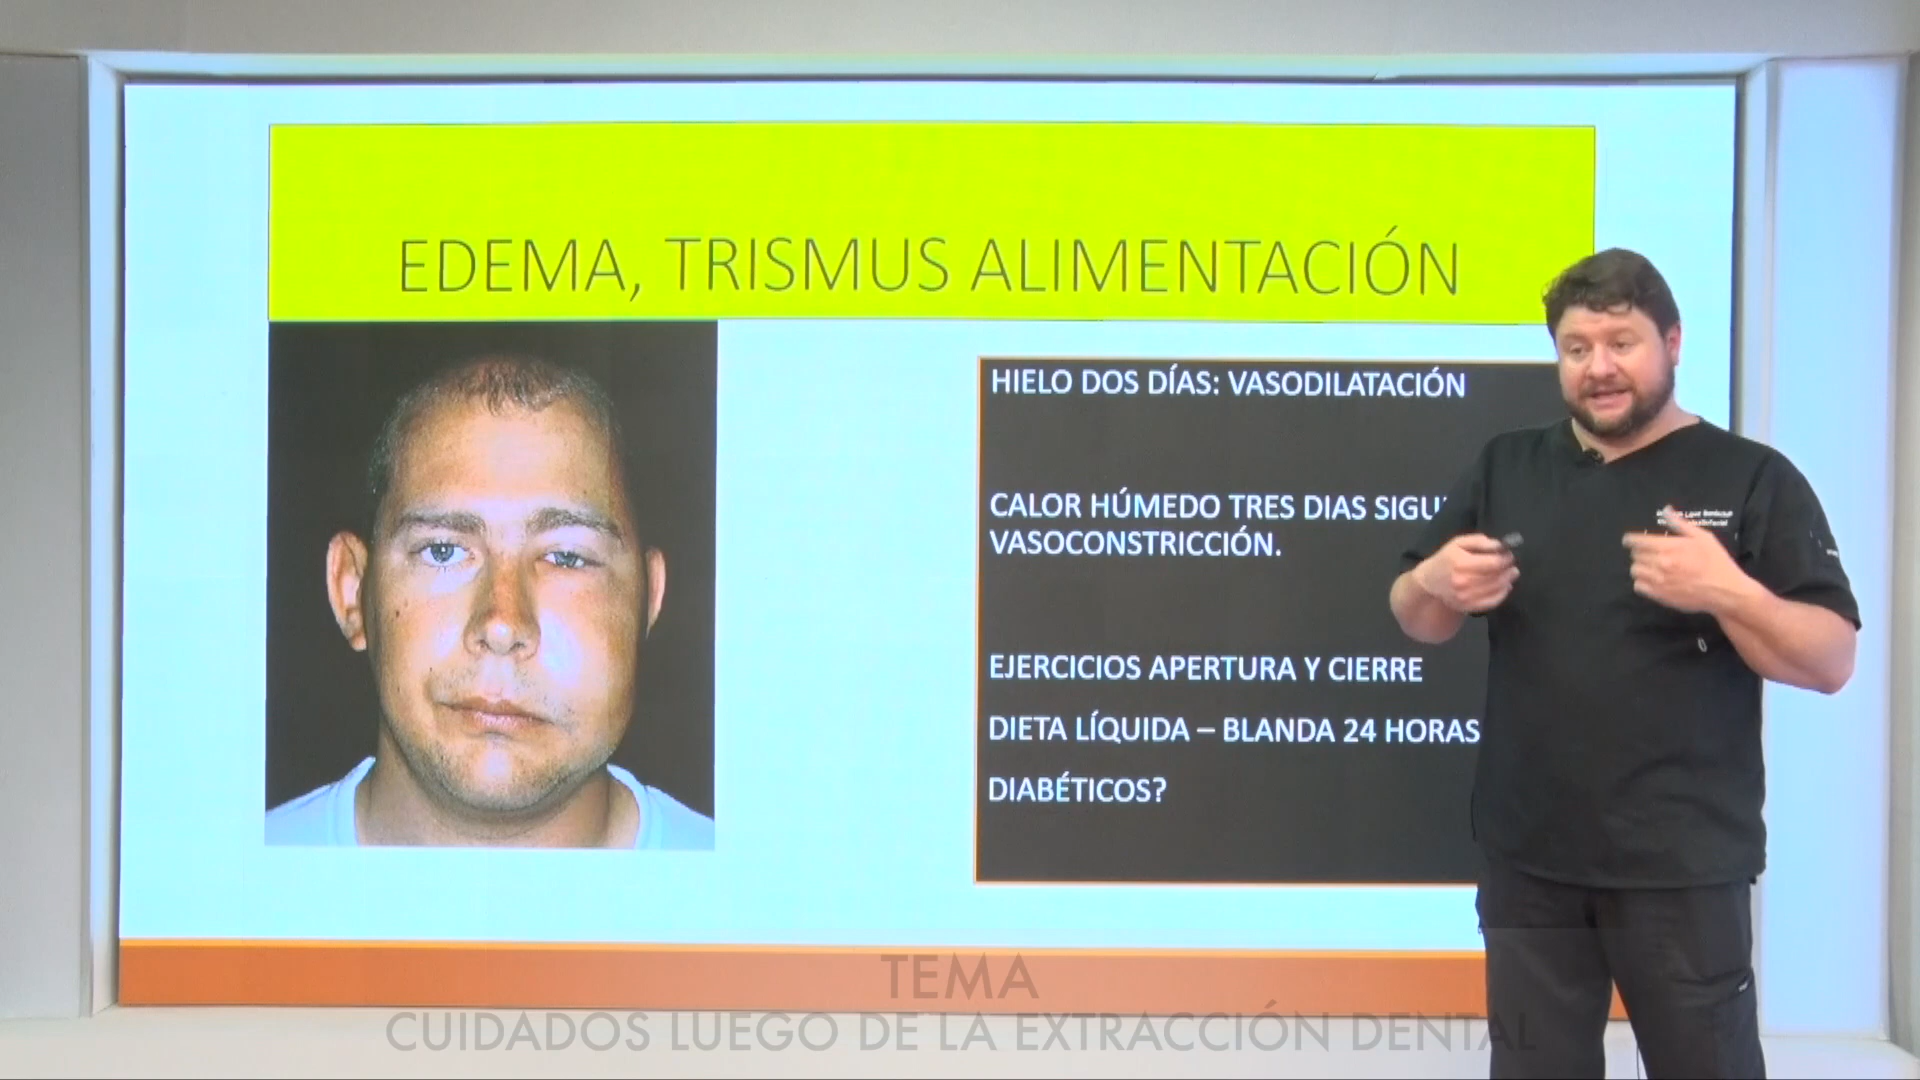 EDEMA, TRISMUS ALIMENTACIÓN
HIELO DOS DÍAS: VASODILATACIÓN
CALOR HÚMEDO TRES DIAS
VASOCONSTRICCIÓN.
EJERCICIOS APERTURA Y CIERRE
DIETA LÍQUIDA – BLANDA 24 HORAS
DIABÉTICOS?
TEMA
CUIDADOS LUEGO DE LA EXTRACCIÓN DENTAL